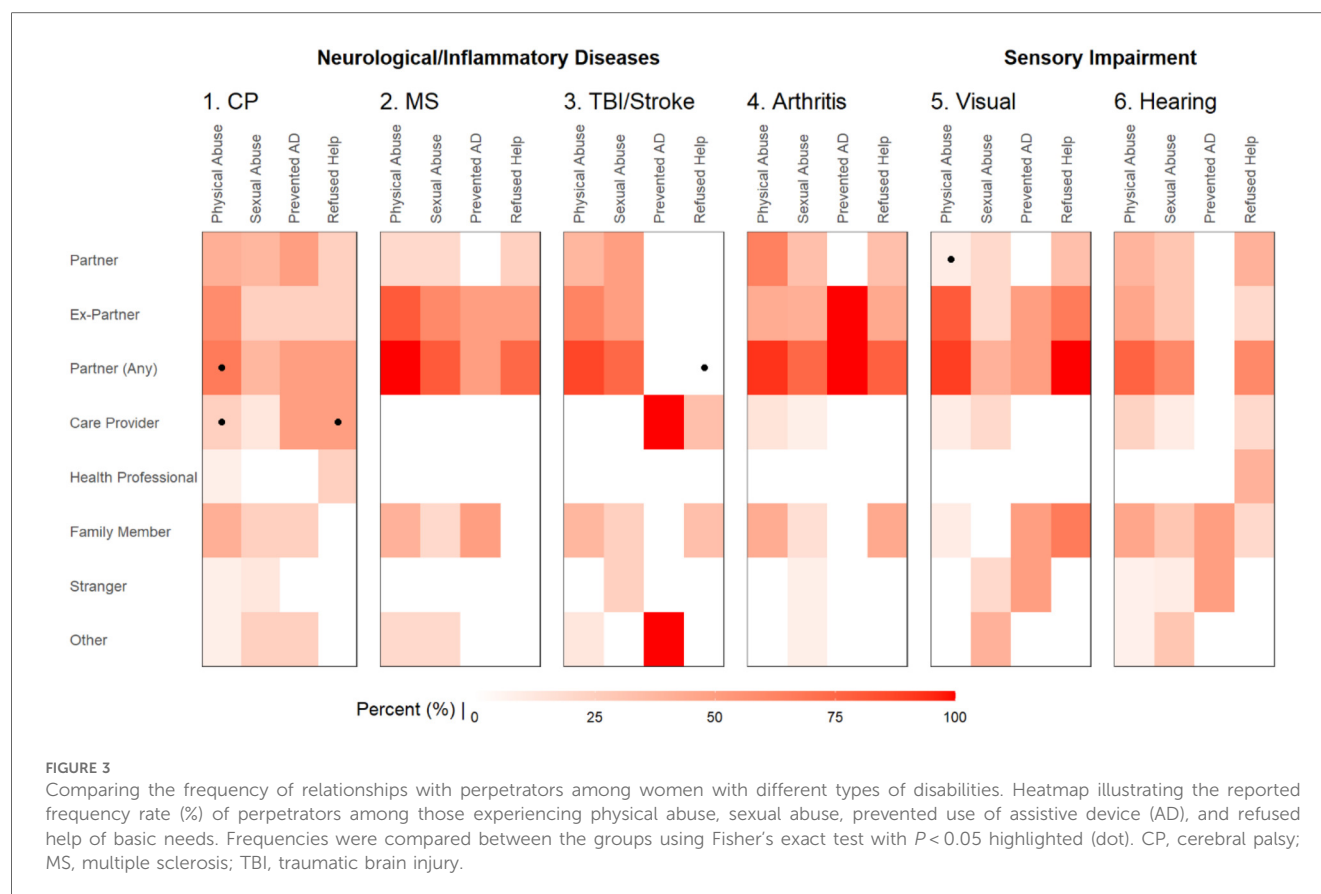 Neurological/Inflammatory Diseases Sensory Impairment
1. CP 2. MS 3. TBI/Stroke 4. Arthritis 5. Visual 6. Hearing
Physical Abuse Sexual Abuse Prevented AD Refused Help Physical Abuse Sexual Abuse Prevented AD Refused Help Physical Abuse Sexual Abuse Prevented AD Refused Help Physical Abuse Sexual Abuse Prevented AD Refused Help Physical Abuse Sexual Abuse Prevented AD Refused Help Physical Abuse Sexual Abuse Prevented AD Refused Help
Partner
Ex-Partner
Partner (Any)
Care Provider
Health Professional
Family Member
Stranger
Other
Percent (%) | 0 25 50 75 100
FIGURE 3
Comparing the frequency of relationships with perpetrators among women with different types of disabilities. Heatmap illustrating the reported
frequency rate (%) of perpetrators among those experiencing physical abuse, sexual abuse, prevented use of assistive device (AD), and refused
help of basic needs. Frequencies were compared between the groups using Fisher's exact test with P < 0.05 highlighted (dot). CP, cerebral palsy;
MS, multiple sclerosis; TBI, traumatic brain injury.